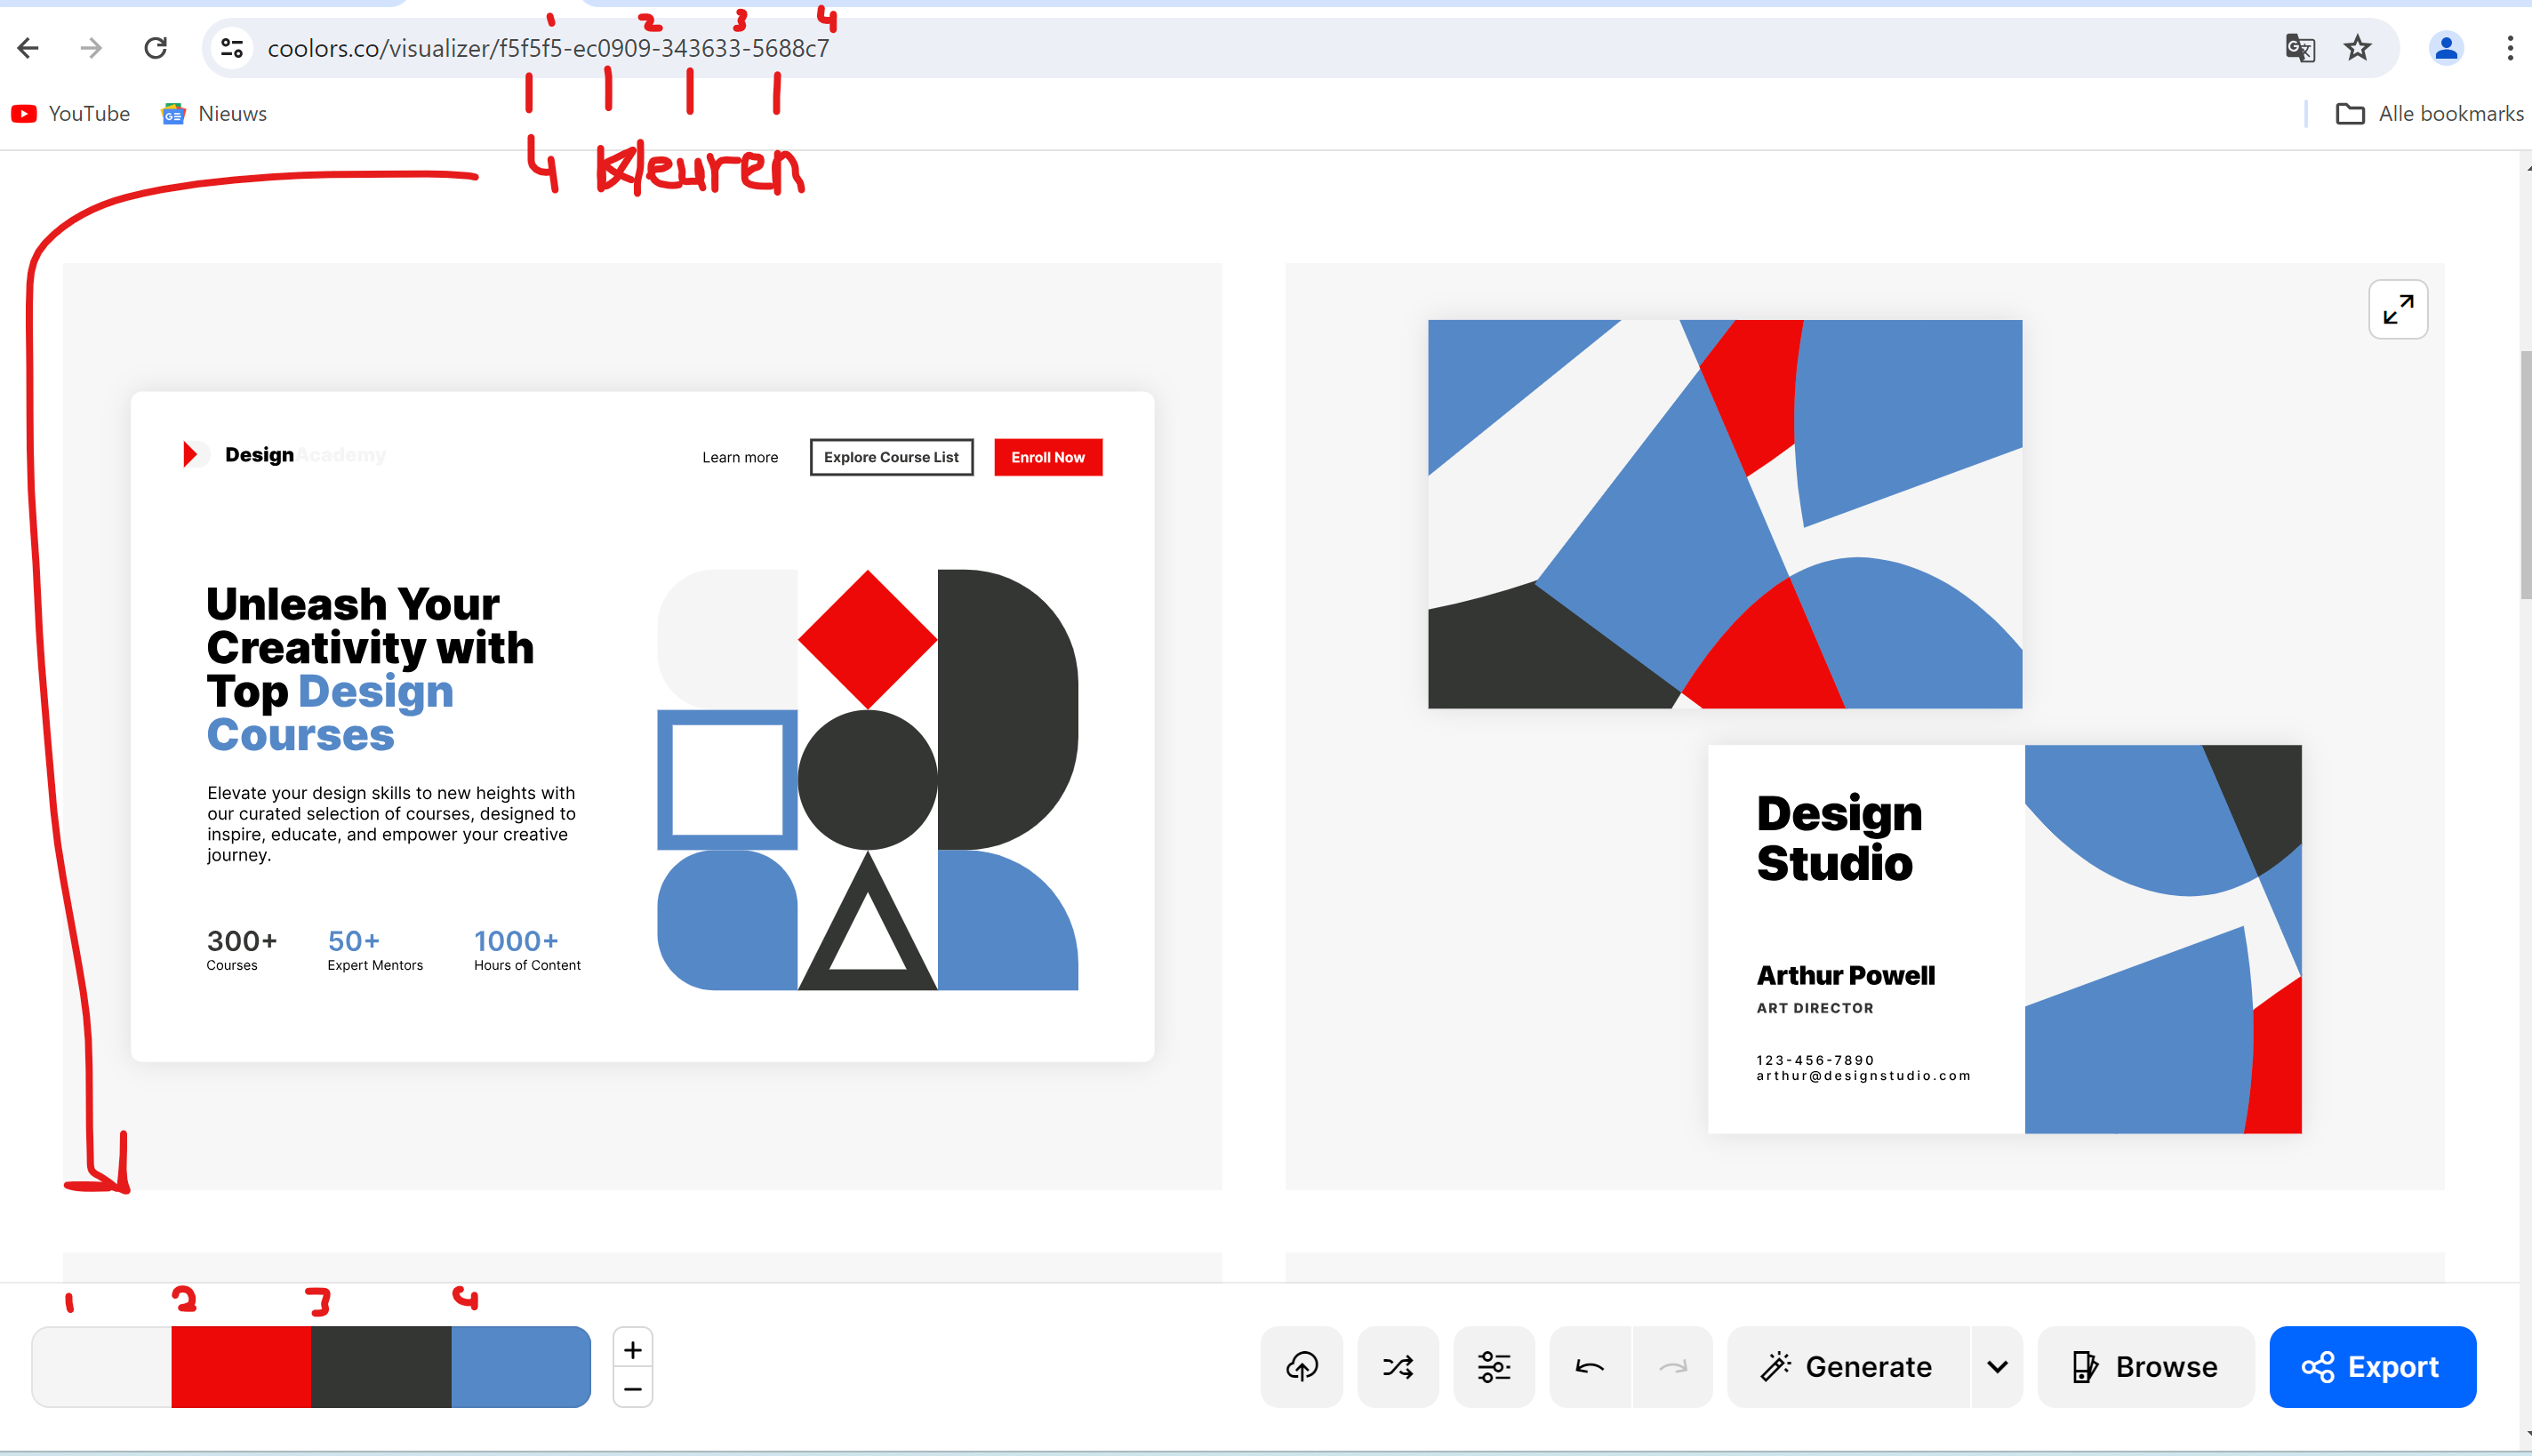 1 2 3 4
coolors.co/visualizer/f5f5f5-ec0909-343633-5688c7
YouTube
Nieuws
Alle bookmarks
4 Kleuren
DesignAcademy
Learn more
Explore Course List
Enroll Now
Unleash Your
Creativity with
Top Design
Courses
Elevate your design skills to new heights with
our curated selection of courses, designed to
inspire, educate, and empower your creative
journey.
300+
Courses
50+
Expert Mentors
1000+
Hours of Content
Design
Studio
Arthur Powell
ART DIRECTOR
123-456-7890
arthur@designstudio.com
1 2 3 4
Generate
Browse
Export